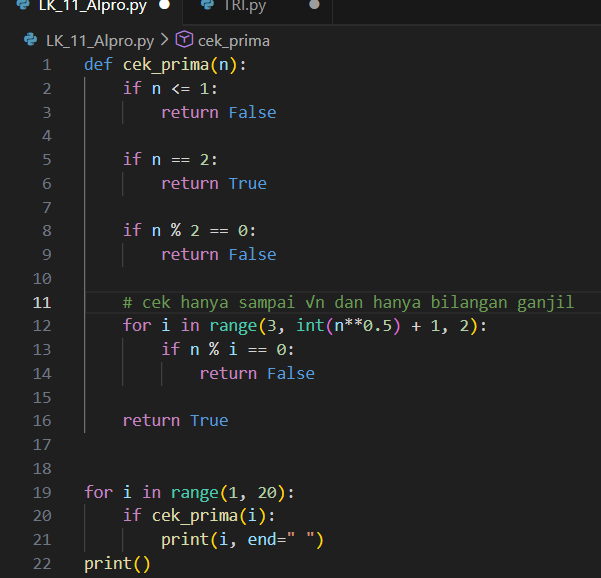 LK_11_Alpro.py TRI.py
LK_11_Alpro.py > cek_prima
1 def cek_prima(n):
2     if n <= 1:
3         return False
4
5     if n == 2:
6         return True
7
8     if n % 2 == 0:
9         return False
10
11     # cek hanya sampai √n dan hanya bilangan ganjil
12     for i in range(3, int(n**0.5) + 1, 2):
13         if n % i == 0:
14             return False
15
16     return True
17
18
19 for i in range(1, 20):
20     if cek_prima(i):
21         print(i, end=" ")
22 print()